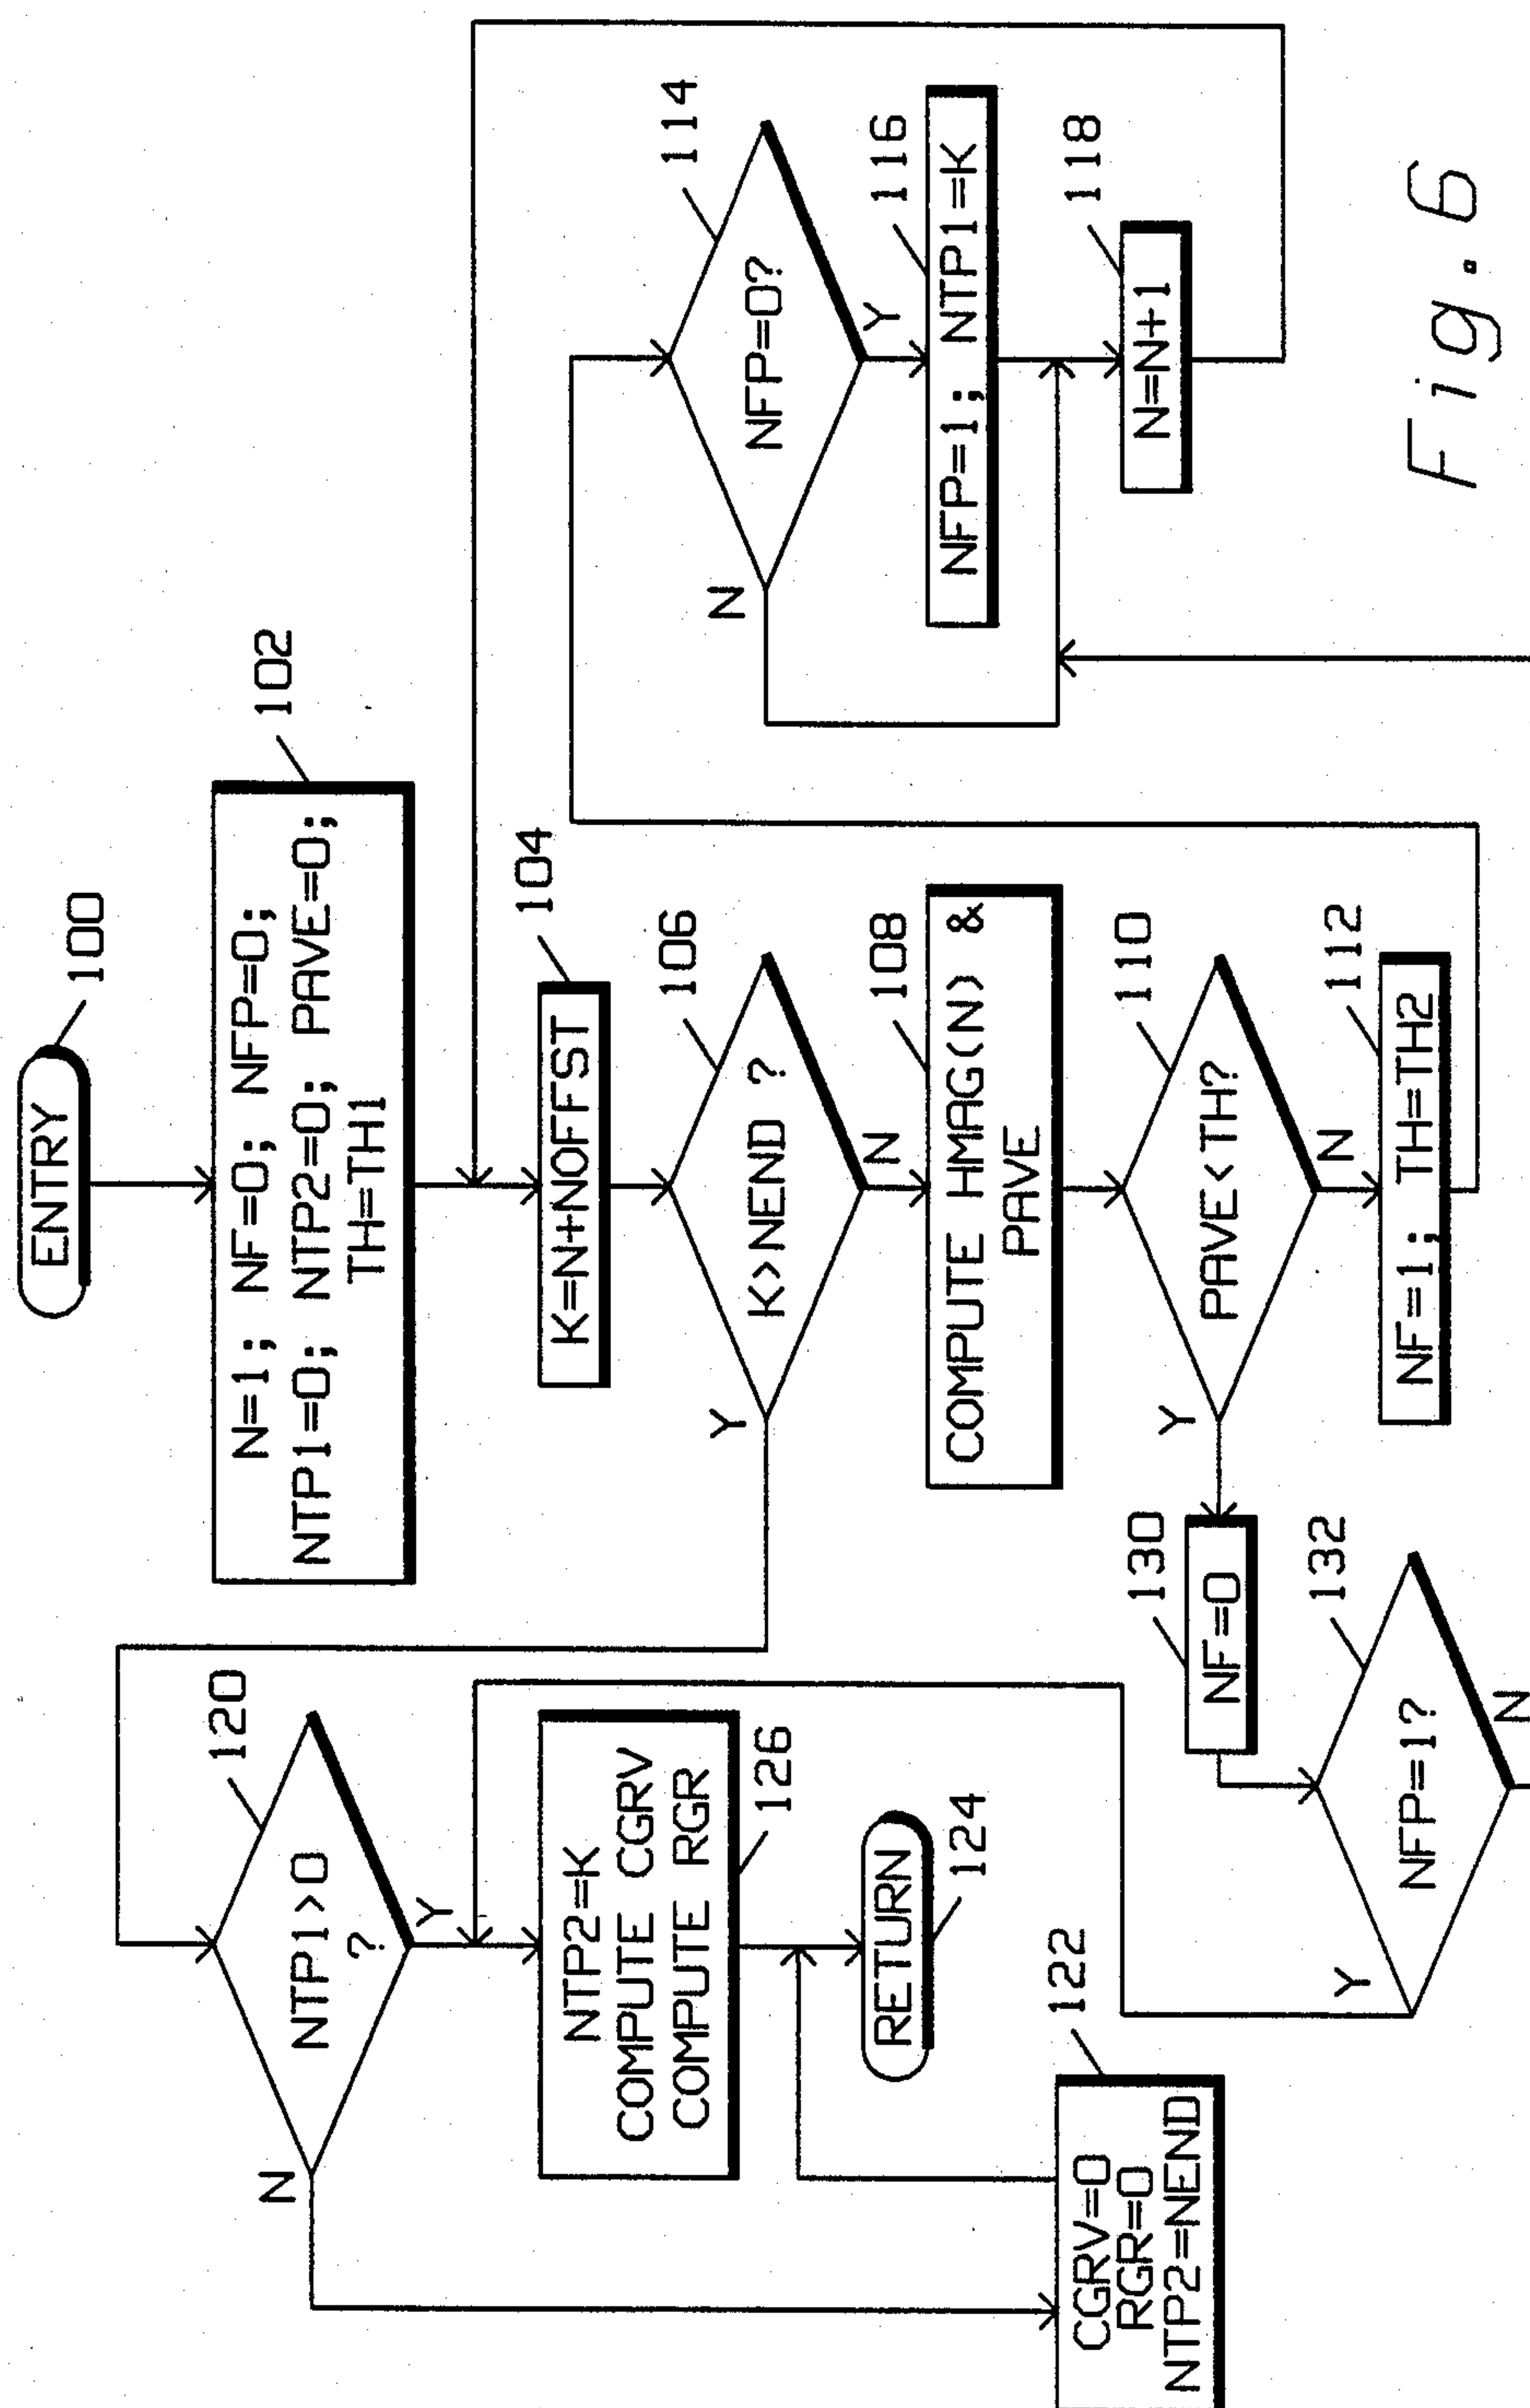 ENTRY
100
N=1; NF=0; NFP=0;
NTP1=0; NTP2=0; PAVE=0;
TH=TH1
102
K=N+NOFFST
104
K>NEND ?
106
Y
N
COMPUTE HMAG(N) &
PAVE
108
PAVE<TH?
110
Y
N
NF=1; TH=TH2
112
NFP=0?
114
N
Y
NFP=1; NTP1=K
116
N=N+1
118
NTP1>0
?
120
N
Y
NTP2=K
COMPUTE CGRV
COMPUTE RGR
126
RETURN
124
CGRV=0
RGR=0
NTP2=NEND
122
NF=0
130
NFP=1?
132
Y
N
Fig. 6